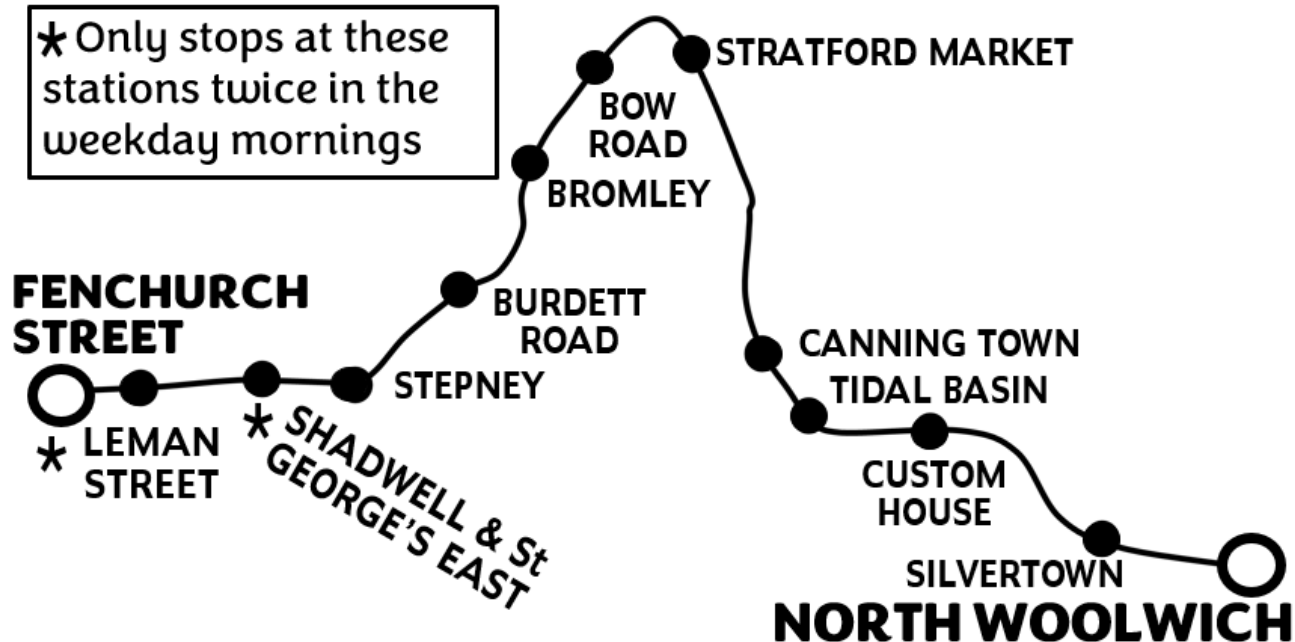 * Only stops at these
stations twice in the
weekday mornings
STRATFORD MARKET
BOW
ROAD
BROMLEY
FENCHURCH
STREET
BURDETT
ROAD
CANNING TOWN
STEPNEY
TIDAL BASIN
* LEMAN
STREET
* SHADWELL & St
GEORGE'S EAST
CUSTOM
HOUSE
SILVERTOWN
NORTH WOOLWICH